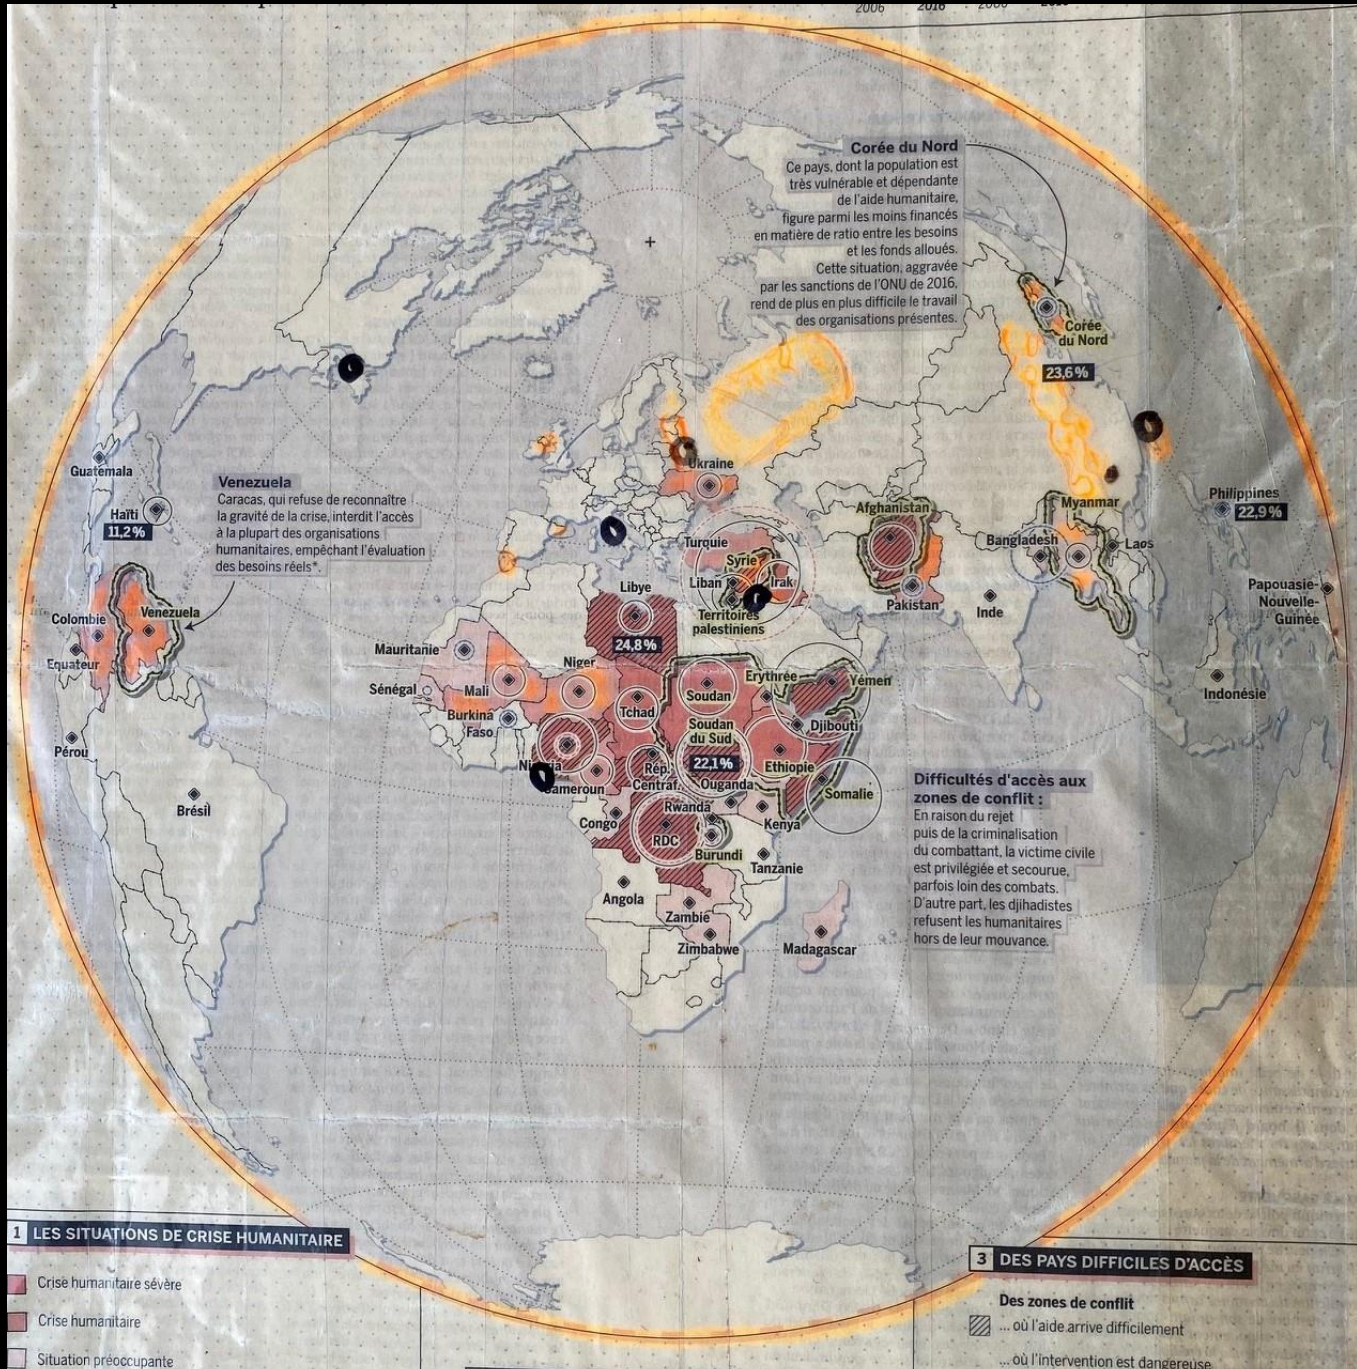 2006 2016
Corée du Nord
Ce pays, dont la population est
très vulnérable et dépendante
de l'aide humanitaire,
figure parmi les moins financés
en matière de ratio entre les besoins
et les fonds alloués.
Cette situation, aggravée
par les sanctions de l'ONU de 2016,
rend de plus en plus difficile le travail
des organisations présentes.
Corée
du Nord
23,6 %
Guatemala
Haïti
11,2 %
Venezuela
Caracas, qui refuse de reconnaître
la gravité de la crise, interdit l'accès
à la plupart des organisations
humanitaires, empêchant l'évaluation
des besoins réels*.
Colombie
Venezuela
Equateur
Pérou
Brésil
Ukraine
Turquie
Syrie
Liban
Irak
Territoires
palestiniens
Afghanistan
Pakistan
Inde
Bangladesh
Myanmar
Laos
Philippines
22,9 %
Papouasie-
Nouvelle-
Guinée
Indonésie
Libye
24,8 %
Mauritanie
Sénégal
Mali
Niger
Burkina
Faso
Tchad
Soudan
Erythrée
Yémen
Soudan
du Sud
22,1 %
Djibouti
Ethiopie
Cameroun
Rép.
Centraf.
Ouganda
Somalie
Congo
RDC
Rwanda
Kenya
Burundi
Tanzanie
Angola
Zambie
Zimbabwe
Madagascar
Difficultés d'accès aux
zones de conflit :
En raison du rejet
puis de la criminalisation
du combattant, la victime civile
est privilégiée et secourue,
parfois loin des combats.
D'autre part, les djihadistes
refusent les humanitaires
hors de leur mouvance.
1 LES SITUATIONS DE CRISE HUMANITAIRE
Crise humanitaire sévère
Crise humanitaire
Situation préoccupante
3 DES PAYS DIFFICILES D'ACCÈS
Des zones de conflit
... où l'aide arrive difficilement
... où l'intervention est dangereuse